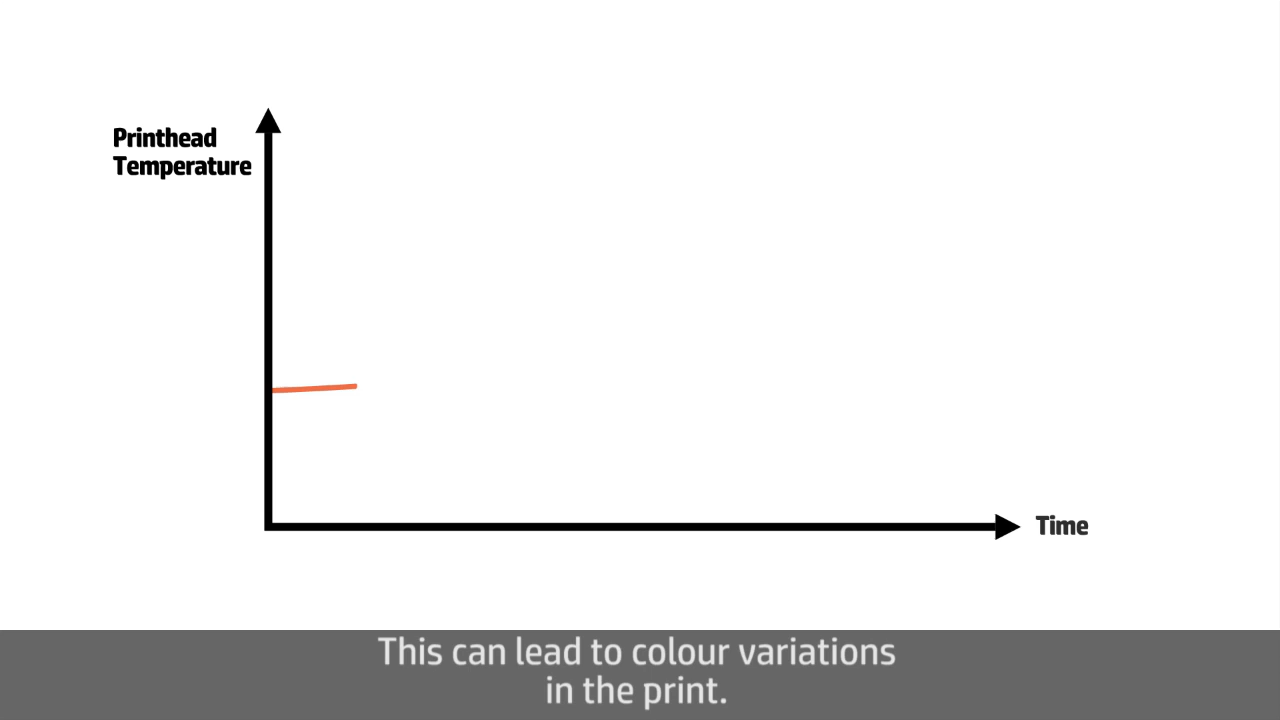 Printhead
Temperature
Time
This can lead to colour variations
in the print.